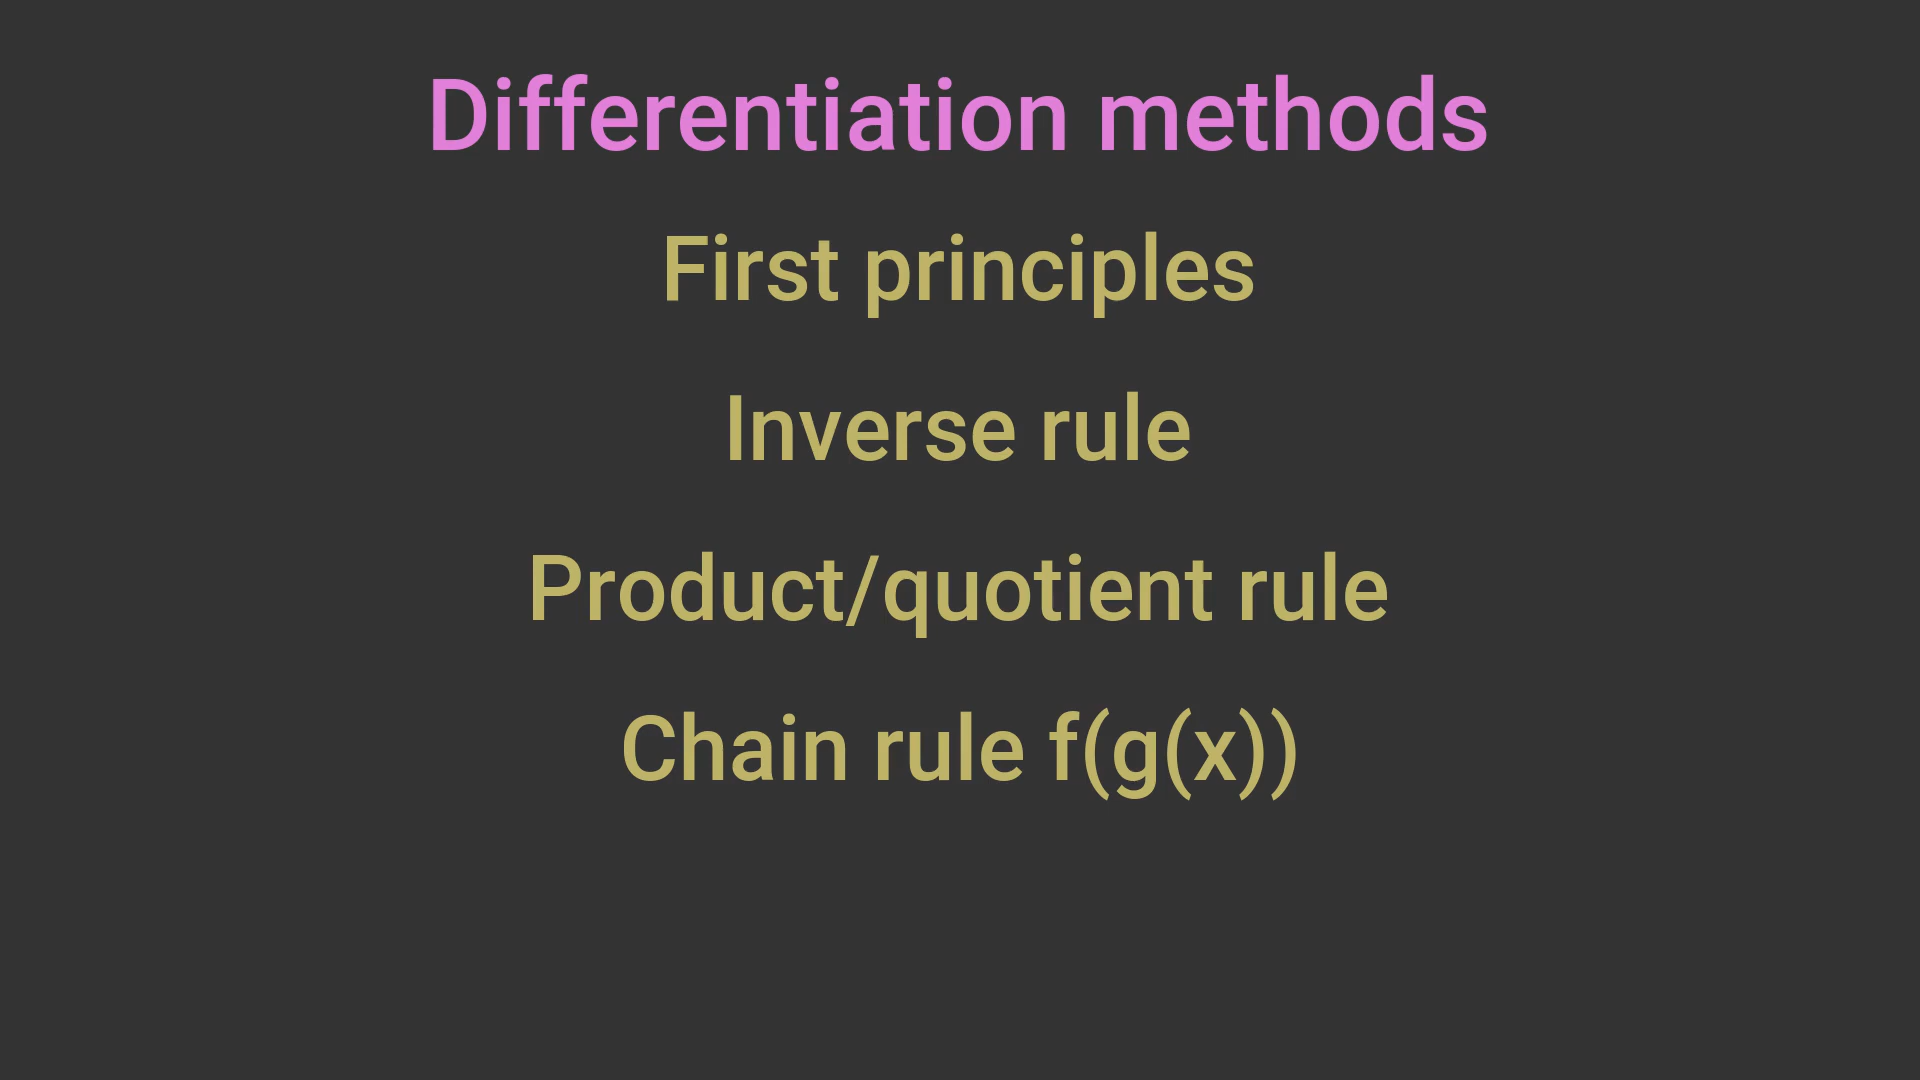 Differentiation methods
First principles
Inverse rule
Product/quotient rule
Chain rule f(g(x))